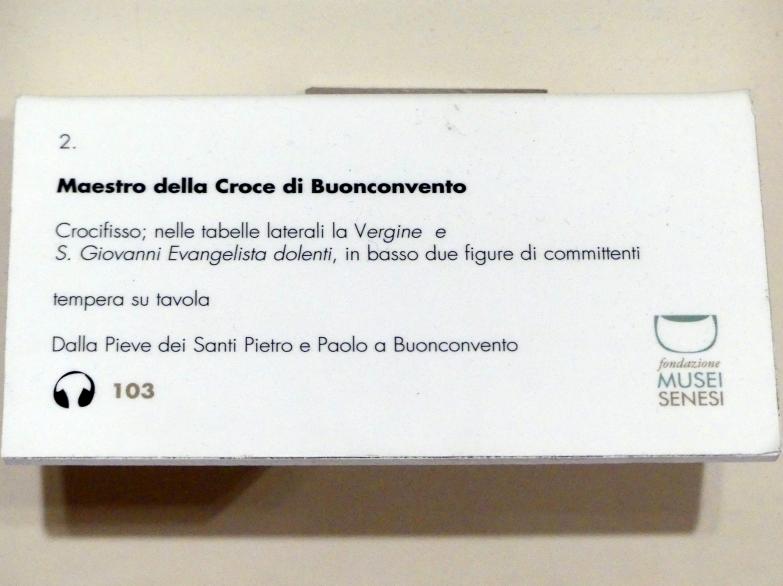 2.
Maestro della Croce di Buonconvento
Crocifisso; nelle tabelle laterali la Vergine e
S. Giovanni Evangelista dolenti, in basso due figure di committenti
tempera su tavola
Dalla Pieve dei Santi Pietro e Paolo a Buonconvento
103
fondazione
MUSEI
SENESI